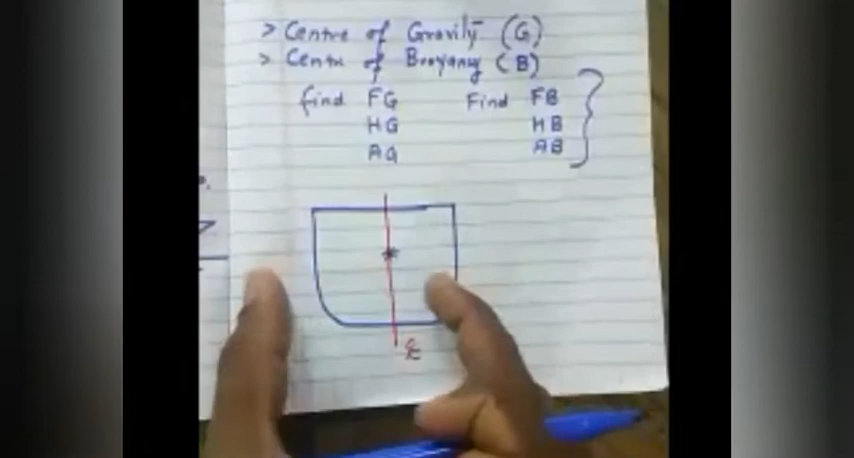 > Centre of Gravity (G)
> Centre of Buoyancy (B)
find FG Find FB
HG HB
AG AB